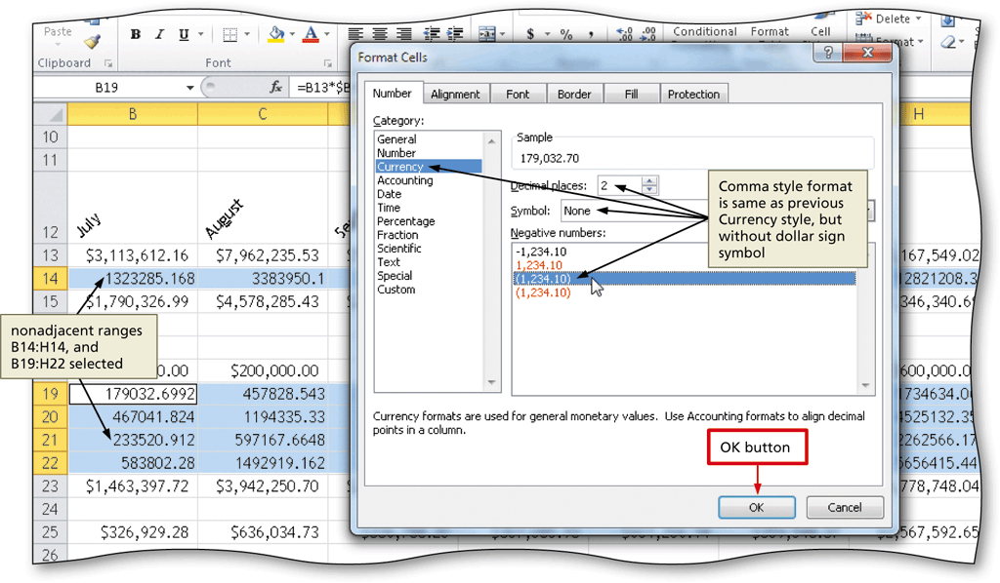 Paste
B I U
$ % ,
Conditional Format Cell
Delete
Format
Clipboard Font
B19 fx =B13*$B
B C H
10
11
12 July August Se
13 $3,113,612.16 $7,962,235.53 167,549.02
14 1323285.168 3383950.1 12821208.3
15 $1,790,326.99 $4,578,285.43 346,340.69
0.00 $200,000.00 600,000.0
19 179032.6992 457828.543 1734634.0
20 467041.824 1194335.33 4525132.35
21 233520.912 597167.6648 2262566.17
22 583802.28 1492919.162 5656415.44
23 $1,463,397.72 $3,942,250.70 778,748.04
24
25 $326,929.28 $636,034.73 2,567,592.65
26
nonadjacent ranges
B14:H14, and
B19:H22 selected
Format Cells
Number Alignment Font Border Fill Protection
Category:
General
Number
Currency
Accounting
Date
Time
Percentage
Fraction
Scientific
Text
Special
Custom
Sample
179,032.70
Decimal places: 2
Symbol: None
Negative numbers:
-1,234.10
1,234.10
(1,234.10)
(1,234.10)
Comma style format
is same as previous
Currency style, but
without dollar sign
symbol
Currency formats are used for general monetary values. Use Accounting formats to align decimal
points in a column.
OK button
OK Cancel